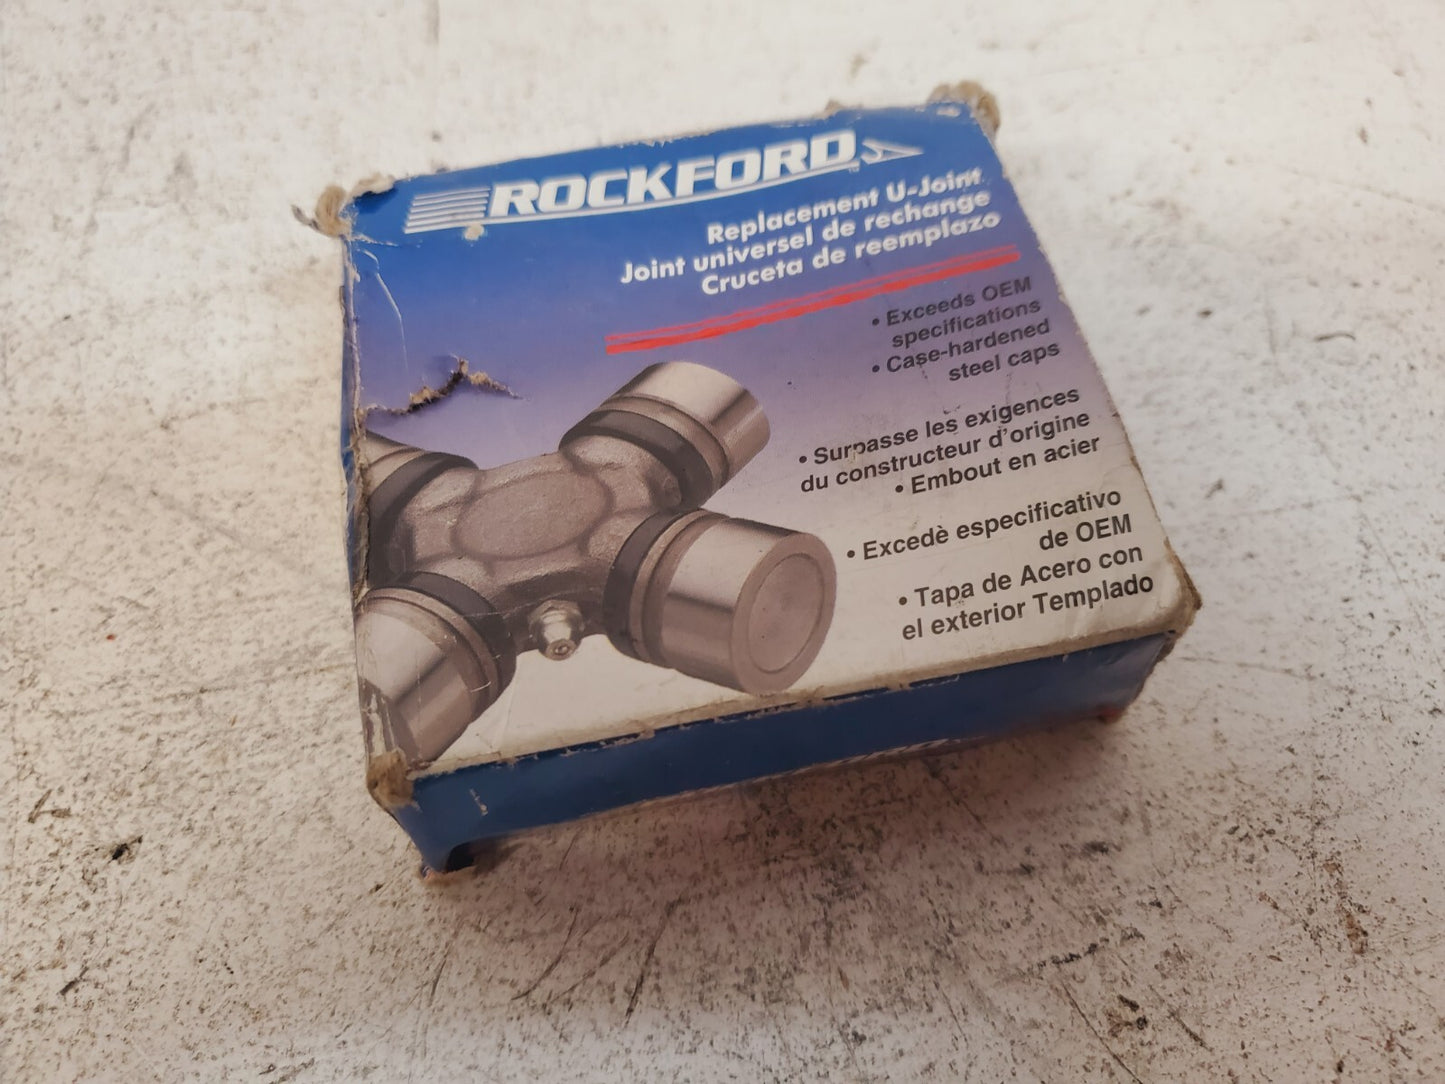 ROCKFORD
TM
Replacement U-Joint
Joint universel de rechange
Cruceta de reemplazo
• Exceeds OEM
specifications
• Case-hardened
steel caps
• Surpasse les exigences
du constructeur d'origine
• Embout en acier
• Excedè especificativo
de OEM
• Tapa de Acero con
el exterior Templado